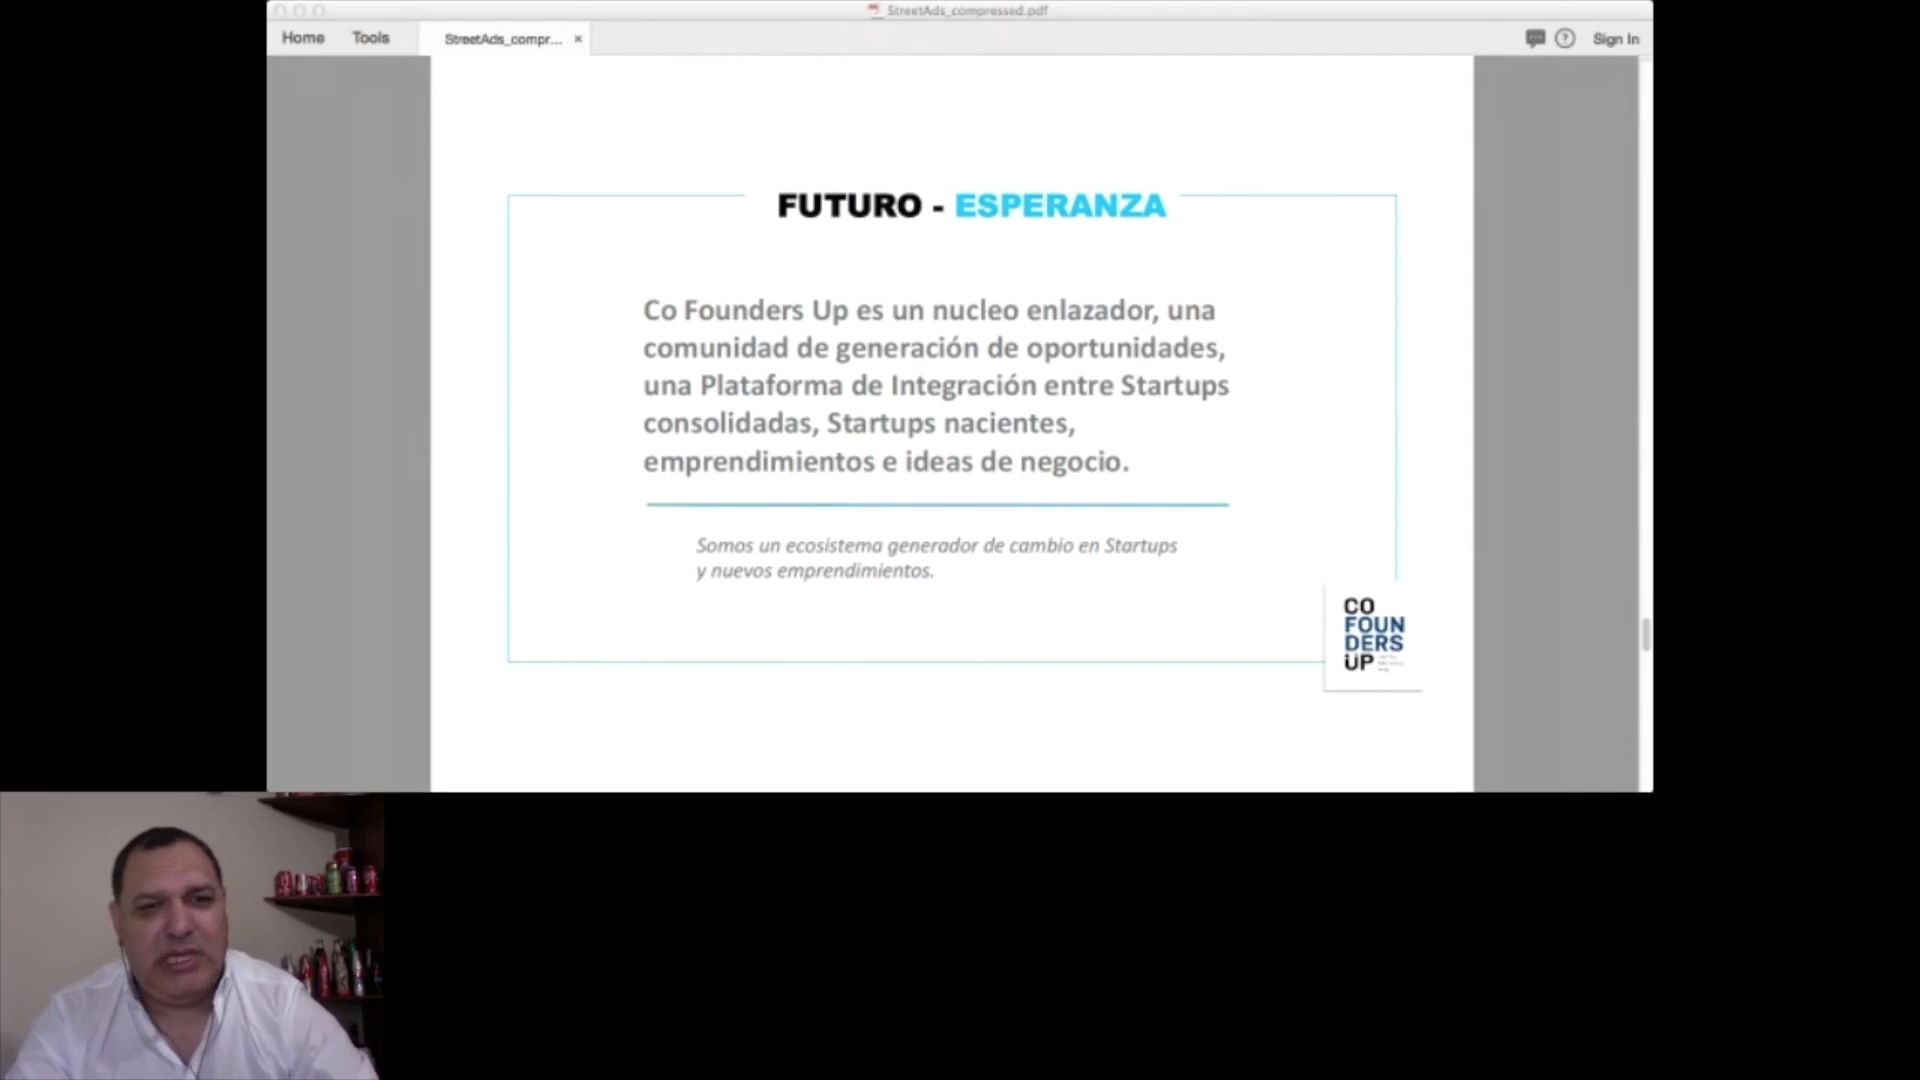 StreetAds_compressed.pdf
Home Tools StreetAds_compr... × ? Sign In
FUTURO - ESPERANZA
Co Founders Up es un nucleo enlazador, una
comunidad de generación de oportunidades,
una Plataforma de Integración entre Startups
consolidadas, Startups nacientes,
emprendimientos e ideas de negocio.
Somos un ecosistema generador de cambio en Startups
y nuevos emprendimientos.
CO
FOUN
DERS
UP